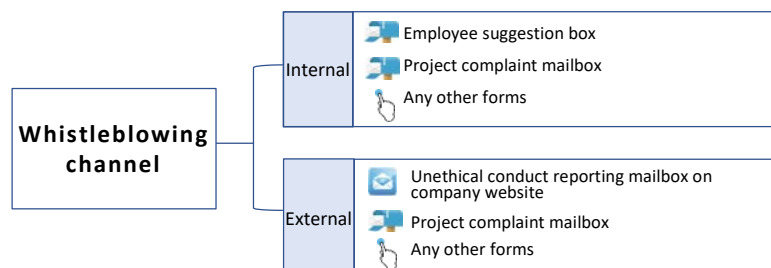 Whistleblowing
channel
Internal
Employee suggestion box
Project complaint mailbox
Any other forms
External
Unethical conduct reporting mailbox on
company website
Project complaint mailbox
Any other forms